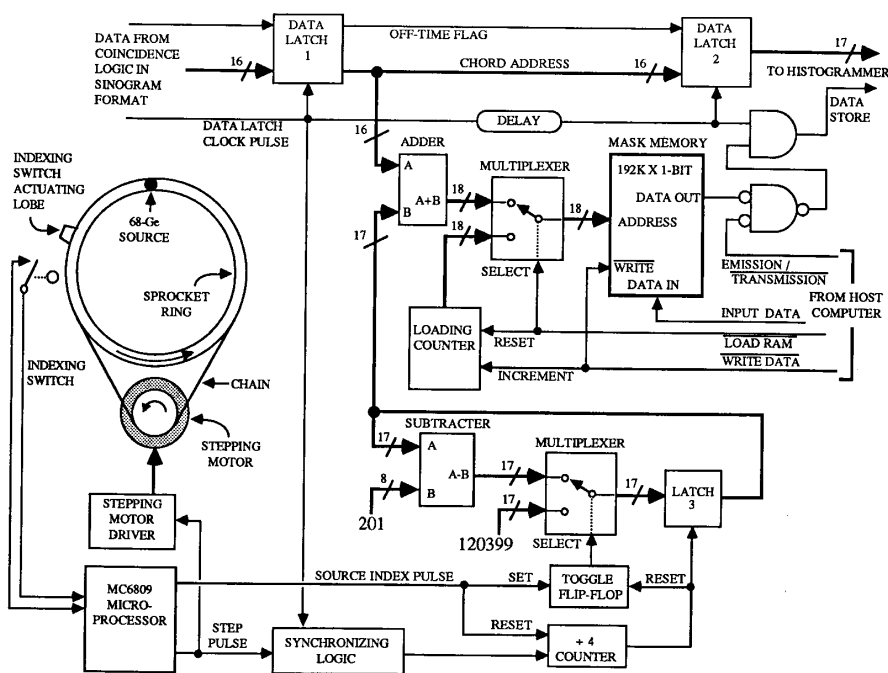 DATA FROM
COINCIDENCE
LOGIC IN
SINOGRAM
FORMAT
16
DATA
LATCH
1
OFF-TIME FLAG
CHORD ADDRESS
16
DATA
LATCH
2
17
TO HISTOGRAMMER
DATA
STORE
DATA LATCH
CLOCK PULSE
DELAY
16
ADDER
A
B
A+B
17
18
18
MULTIPLEXER
SELECT
18
MASK MEMORY
192K X 1-BIT
DATA OUT
ADDRESS
WRITE
DATA IN
EMISSION /
TRANSMISSION
FROM HOST
COMPUTER
INPUT DATA
LOAD RAM
WRITE DATA
LOADING
COUNTER
RESET
INCREMENT
INDEXING
SWITCH
ACTUATING
LOBE
68-Ge
SOURCE
SPROCKET
RING
INDEXING
SWITCH
CHAIN
STEPPING
MOTOR
STEPPING
MOTOR
DRIVER
SUBTRACTER
17
A
8
B
A-B
201
17
MULTIPLEXER
17
120399
SELECT
17
LATCH
3
MC6809
MICRO-
PROCESSOR
SOURCE INDEX PULSE
SET
TOGGLE
FLIP-FLOP
RESET
STEP
PULSE
SYNCHRONIZING
LOGIC
RESET
÷ 4
COUNTER